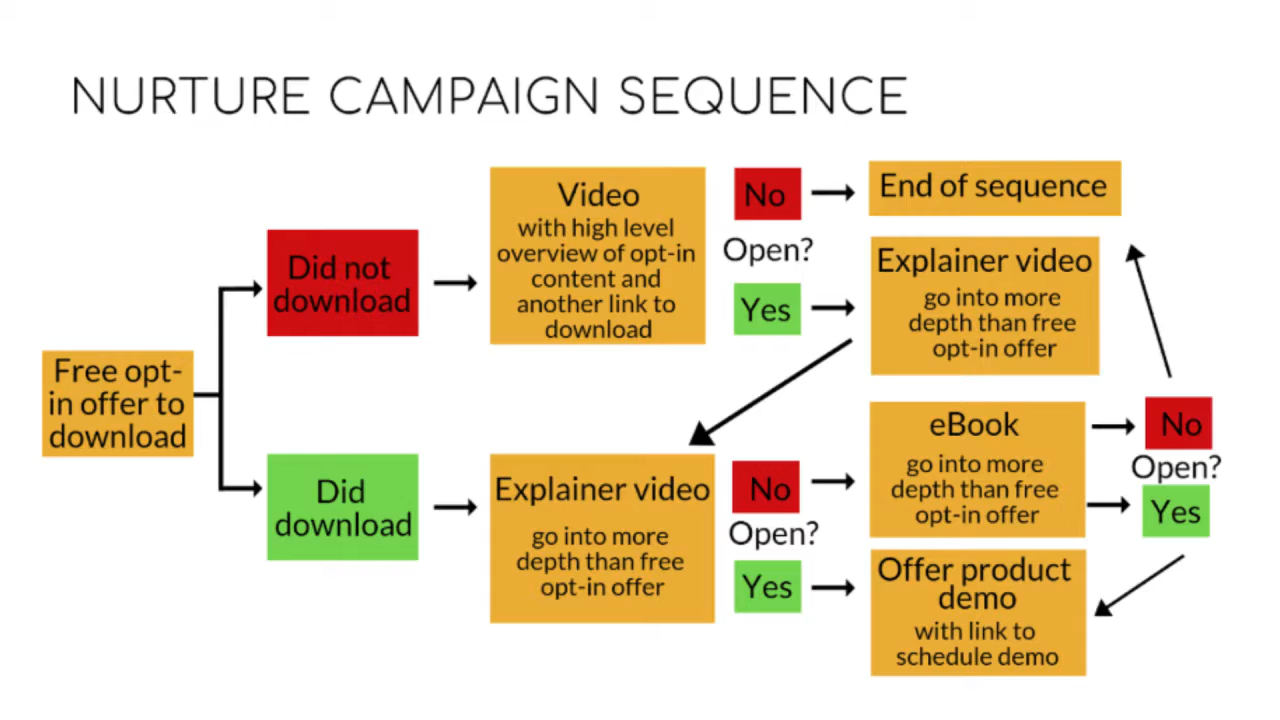 NURTURE CAMPAIGN SEQUENCE
Free opt-
in offer to
download
Did not
download
Video
with high level
overview of opt-in
content and
another link to
download
No
Open?
Yes
End of sequence
Explainer video
go into more
depth than free
opt-in offer
Did
download
Explainer video
go into more
depth than free
opt-in offer
No
Open?
Yes
eBook
go into more
depth than free
opt-in offer
No
Open?
Yes
Offer product
demo
with link to
schedule demo